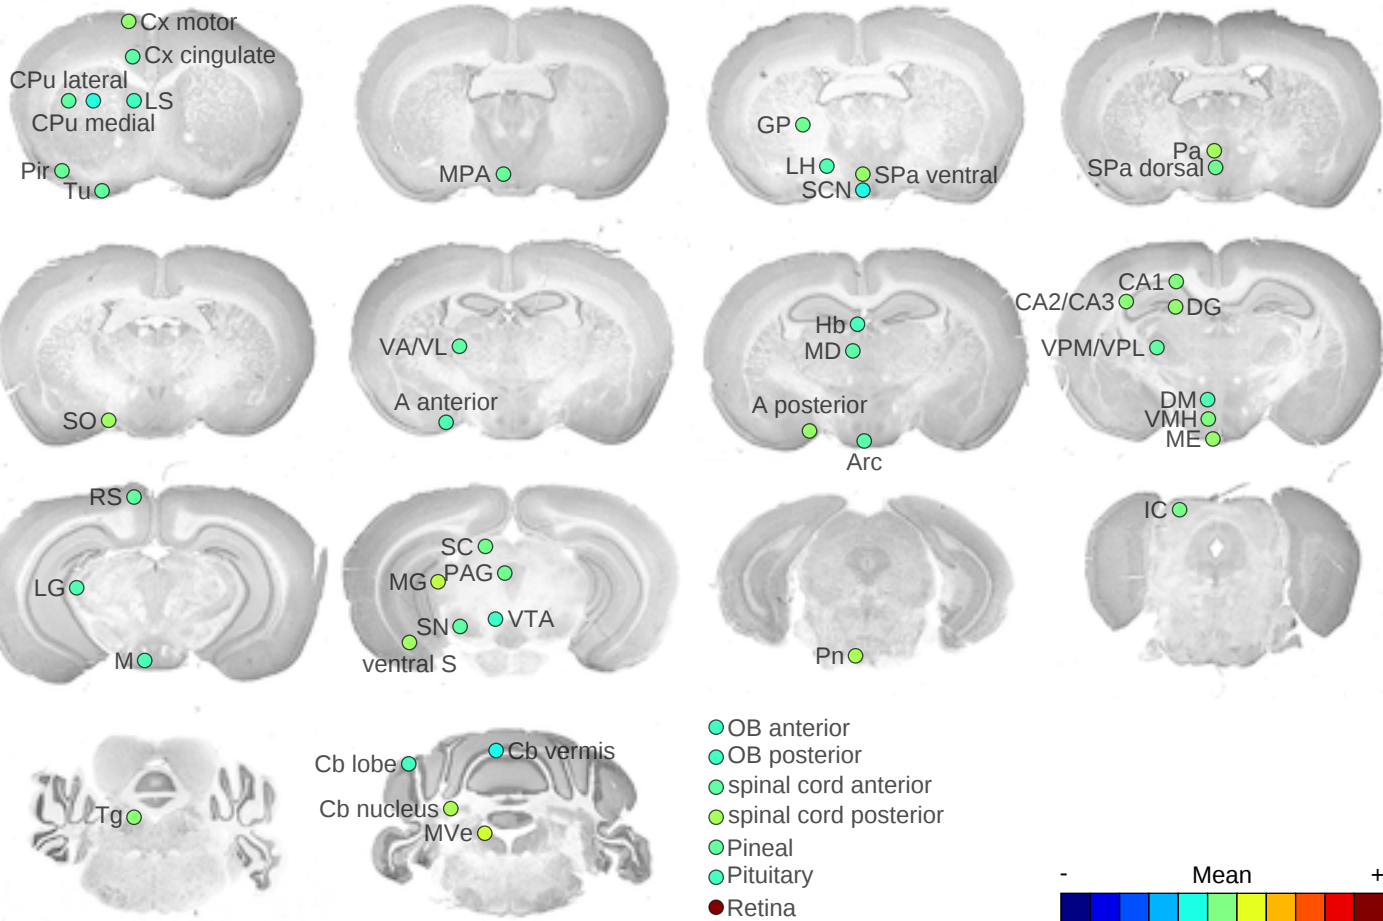 Cx motor
Cx cingulate
CPu lateral
LS
CPu medial
Pir
Tu
MPA
GP
LH
SPa ventral
SCN
Pa
SPa dorsal
SO
VA/VL
A anterior
Hb
MD
A posterior
Arc
CA1
CA2/CA3
DG
VPM/VPL
DM
VMH
ME
RS
LG
M
SC
MG
PAG
SN
VTA
ventral S
Pn
IC
Tg
Cb lobe
Cb vermis
Cb nucleus
MVe
OB anterior
OB posterior
spinal cord anterior
spinal cord posterior
Pineal
Pituitary
Retina
- Mean +